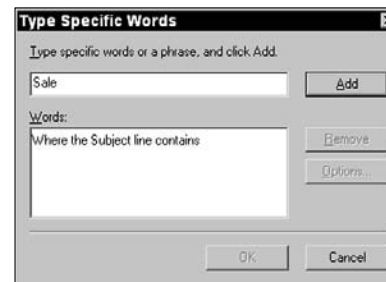 Type Specific Words
Type specific words or a phrase, and click Add.
Sale
Add
Words:
Where the Subject line contains
Remove
Options...
OK
Cancel